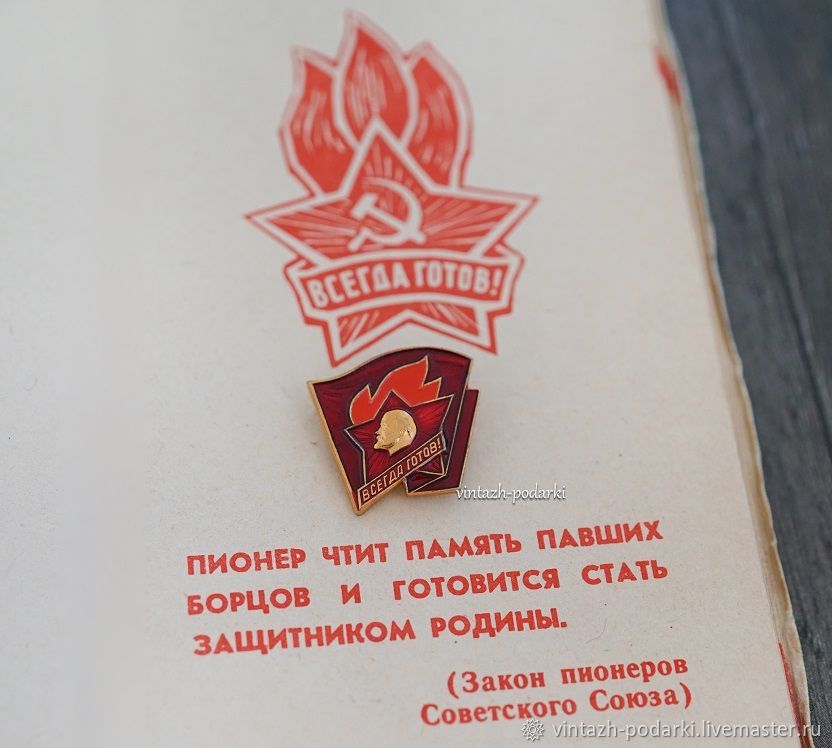 ВСЕГДА ГОТОВ!
ВСЕГДА ГОТОВ!
vintazh-podarki
ПИОНЕР ЧТИТ ПАМЯТЬ ПАВШИХ
БОРЦОВ И ГОТОВИТСЯ СТАТЬ
ЗАЩИТНИКОМ РОДИНЫ.
(Закон пионеров
Советского Союза)
vintazh-podarki.livemaster.ru